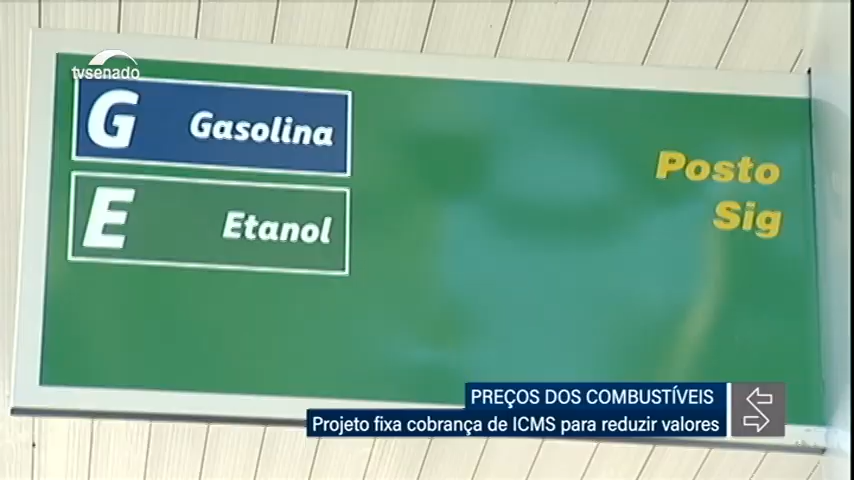 tvsenado
G Gasolina
E Etanol
Posto
Sig
PREÇOS DOS COMBUSTÍVEIS
Projeto fixa cobrança de ICMS para reduzir valores